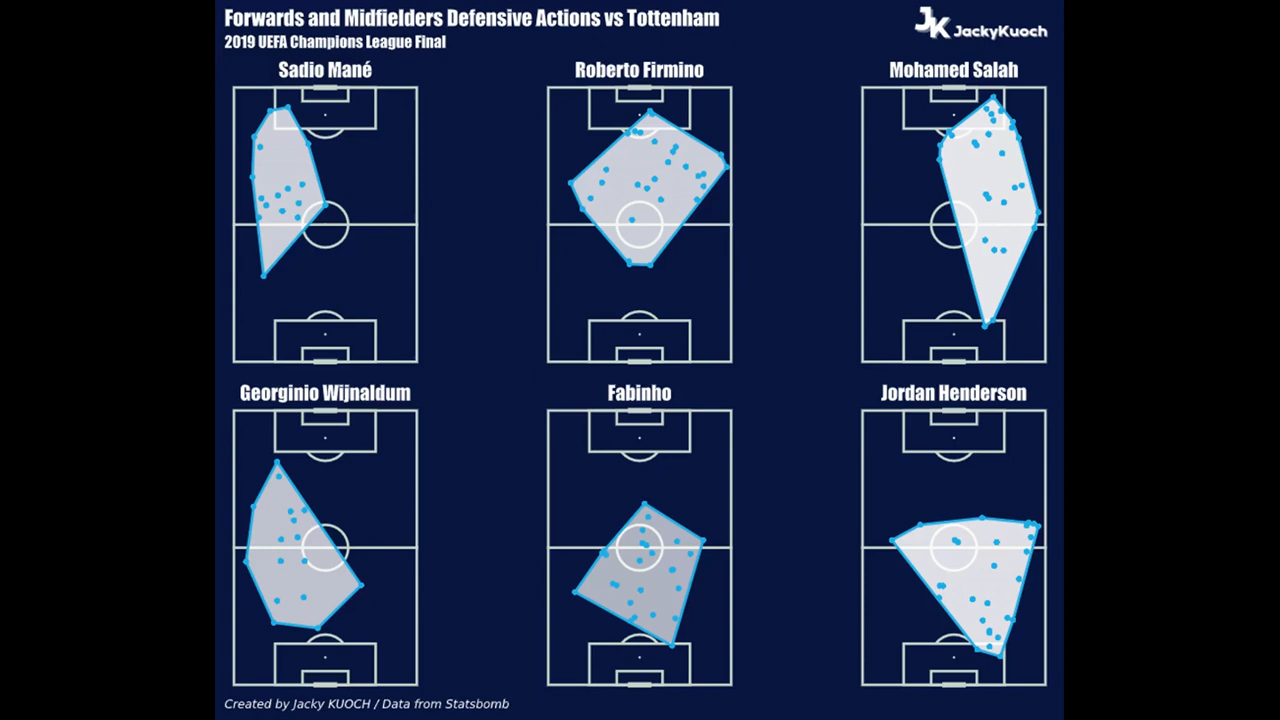 Forwards and Midfielders Defensive Actions vs Tottenham
2019 UEFA Champions League Final
JK JackyKuoch
Sadio Mané
Roberto Firmino
Mohamed Salah
Georginio Wijnaldum
Fabinho
Jordan Henderson
Created by Jacky KUOCH / Data from Statsbomb